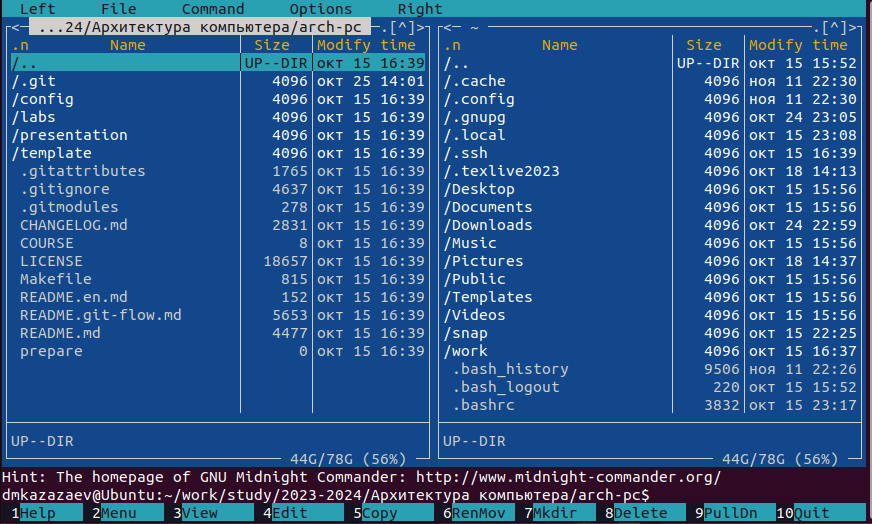 Left File Command Options Right
<─ ...24/Архитектура компьютера/arch-pc ─.[^]>
.n Name Size Modify time
/.. UP--DIR окт 15 16:39
/.git 4096 окт 25 14:01
/config 4096 окт 15 16:39
/labs 4096 окт 15 16:39
/presentation 4096 окт 15 16:39
/template 4096 окт 15 16:39
.gitattributes 1765 окт 15 16:39
.gitignore 4637 окт 15 16:39
.gitmodules 278 окт 15 16:39
CHANGELOG.md 2831 окт 15 16:39
COURSE 8 окт 15 16:39
LICENSE 18657 окт 15 16:39
Makefile 815 окт 15 16:39
README.en.md 152 окт 15 16:39
README.git-flow.md 5653 окт 15 16:39
README.md 4477 окт 15 16:39
prepare 0 окт 15 16:39
UP--DIR
44G/78G (56%)
<─ ~ ─.[^]>
.n Name Size Modify time
/.. UP--DIR окт 15 15:52
/.cache 4096 ноя 11 22:30
/.config 4096 ноя 11 22:30
/.gnupg 4096 окт 24 23:05
/.local 4096 окт 15 23:08
/.ssh 4096 окт 15 16:39
/.texlive2023 4096 окт 18 14:13
/Desktop 4096 окт 15 15:56
/Documents 4096 окт 15 15:56
/Downloads 4096 окт 24 22:59
/Music 4096 окт 15 15:56
/Pictures 4096 окт 18 14:37
/Public 4096 окт 15 15:56
/Templates 4096 окт 15 15:56
/Videos 4096 окт 15 15:56
/snap 4096 окт 15 22:25
/work 4096 окт 15 16:37
.bash_history 9506 ноя 11 22:26
.bash_logout 220 окт 15 15:52
.bashrc 3832 окт 15 23:17
UP--DIR
44G/78G (56%)
Hint: The homepage of GNU Midnight Commander: http://www.midnight-commander.org/
dmkazazaev@Ubuntu:~/work/study/2023-2024/Архитектура компьютера/arch-pc$
1Help 2Menu 3View 4Edit 5Copy 6RenMov 7Mkdir 8Delete 9PullDn 10Quit